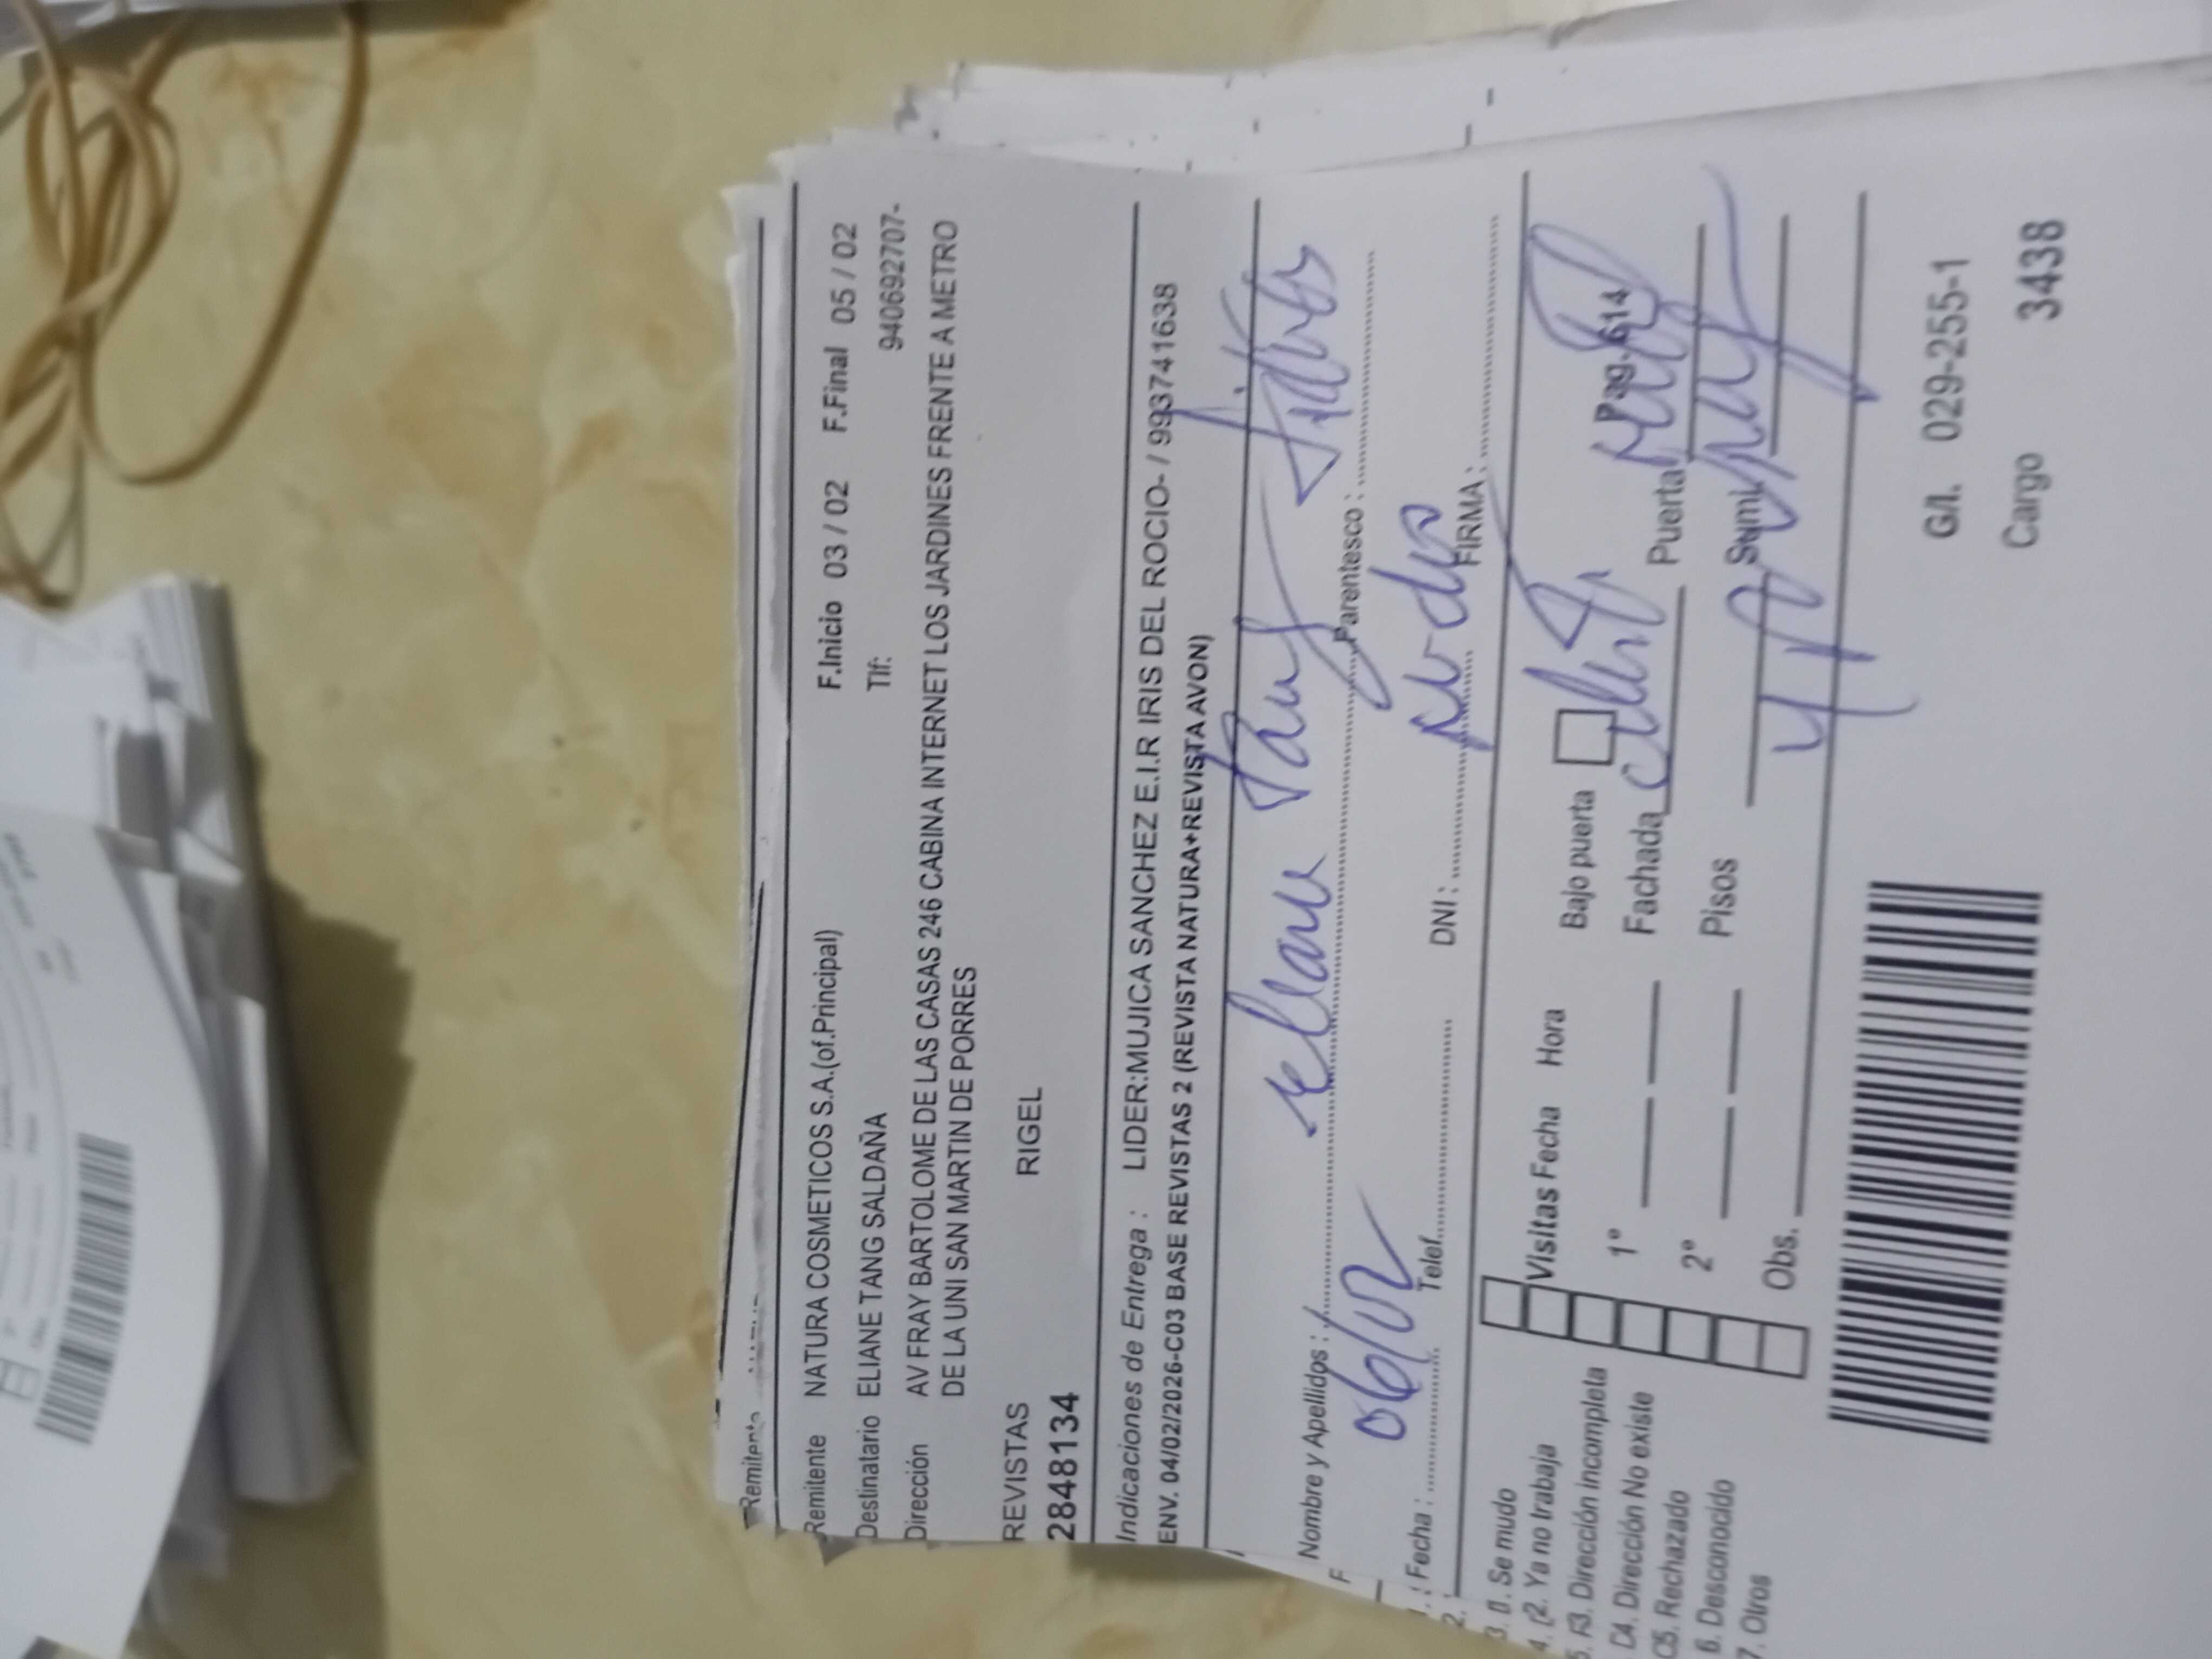 Remitente
Remitente NATURA COSMETICOS S.A.(of.Principal) F.Inicio 03 / 02 F.Final 05 / 02
Destinatario ELIANE TANG SALDAÑA Tlf: 940692707-
Dirección AV FRAY BARTOLOME DE LAS CASAS 246 CABINA INTERNET LOS JARDINES FRENTE A METRO
DE LA UNI SAN MARTIN DE PORRES
REVISTAS RIGEL
2848134
Indicaciones de Entrega : LIDER:MUJICA SANCHEZ E.I.R IRIS DEL ROCIO- / 993741638
ENV. 04/02/2026-C03 BASE REVISTAS 2 (REVISTA NATURA+REVISTA AVON)
Nombre y Apellidos : Tang Parentesco :
Fecha : 06/02 Telef. DNI : FIRMA :
Se mudo
2. Ya no trabaja Visitas Fecha Hora Bajo puerta Pag. 614
3. Dirección incompleta 1° Fachada Puerta
4. Dirección No existe
5. Rechazado 2° Pisos Sumi
6. Desconocido
7. Otros Obs.
G/I. 029-255-1
Cargo 3438